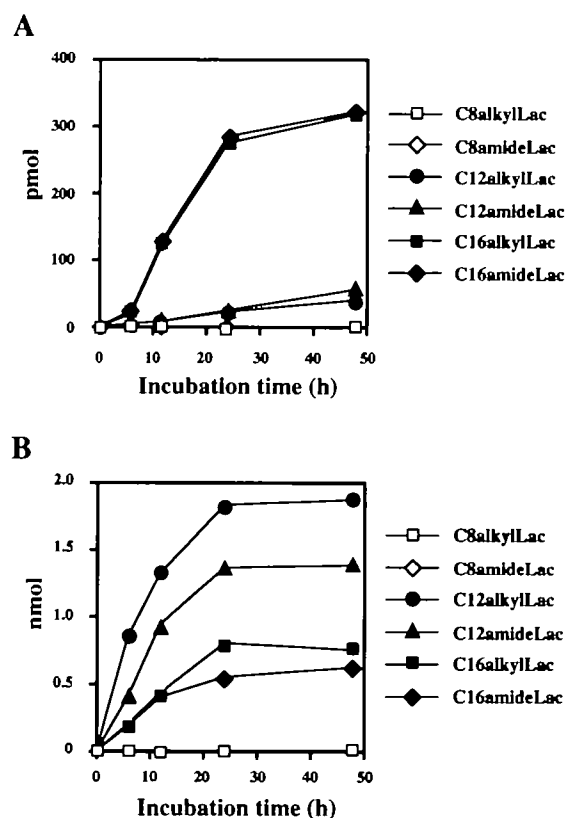 A
400
300
200
100
0
pmol
0 10 20 30 40 50
Incubation time (h)
C8alkylLac
C8amideLac
C12alkylLac
C12amideLac
C16alkylLac
C16amideLac
B
2.0
1.5
1.0
0.5
0
nmol
0 10 20 30 40 50
Incubation time (h)
C8alkylLac
C8amideLac
C12alkylLac
C12amideLac
C16alkylLac
C16amideLac